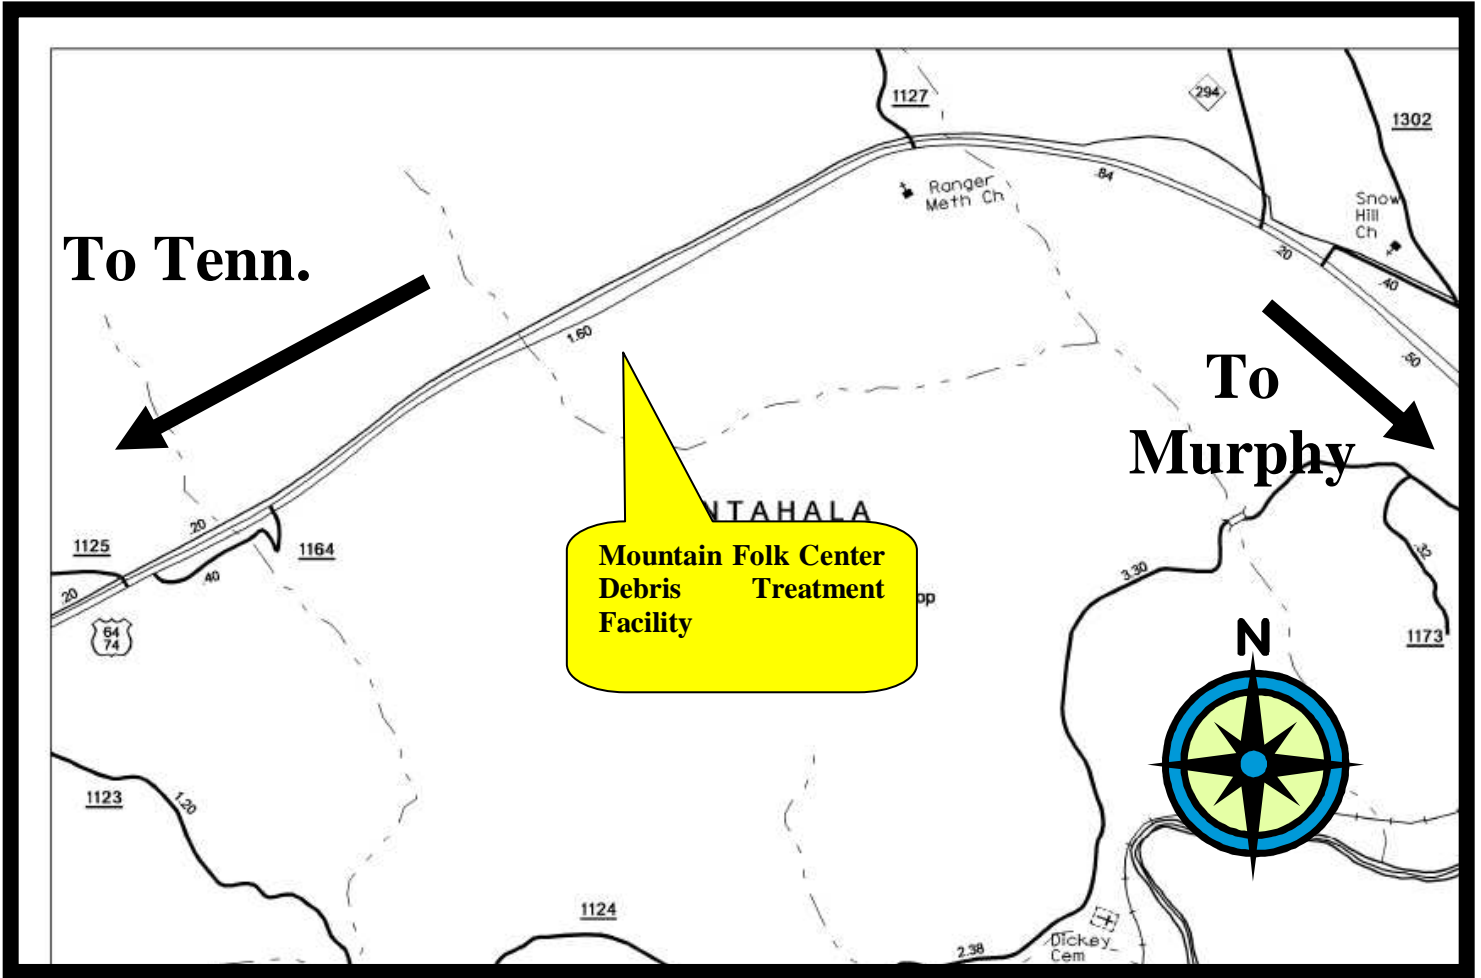 1127
294
1302
Ranger
Meth Ch
.84
Snow
Hill
Ch
To Tenn.
.20
.40
1.60
.50
To
Murphy
NTAHALA
.20
1125
1164
.40
.20
64
74
Mountain Folk Center
Debris Treatment
Facility
op
3.30
N
1173
1123
1.20
1124
2.38
Dickey
Cem